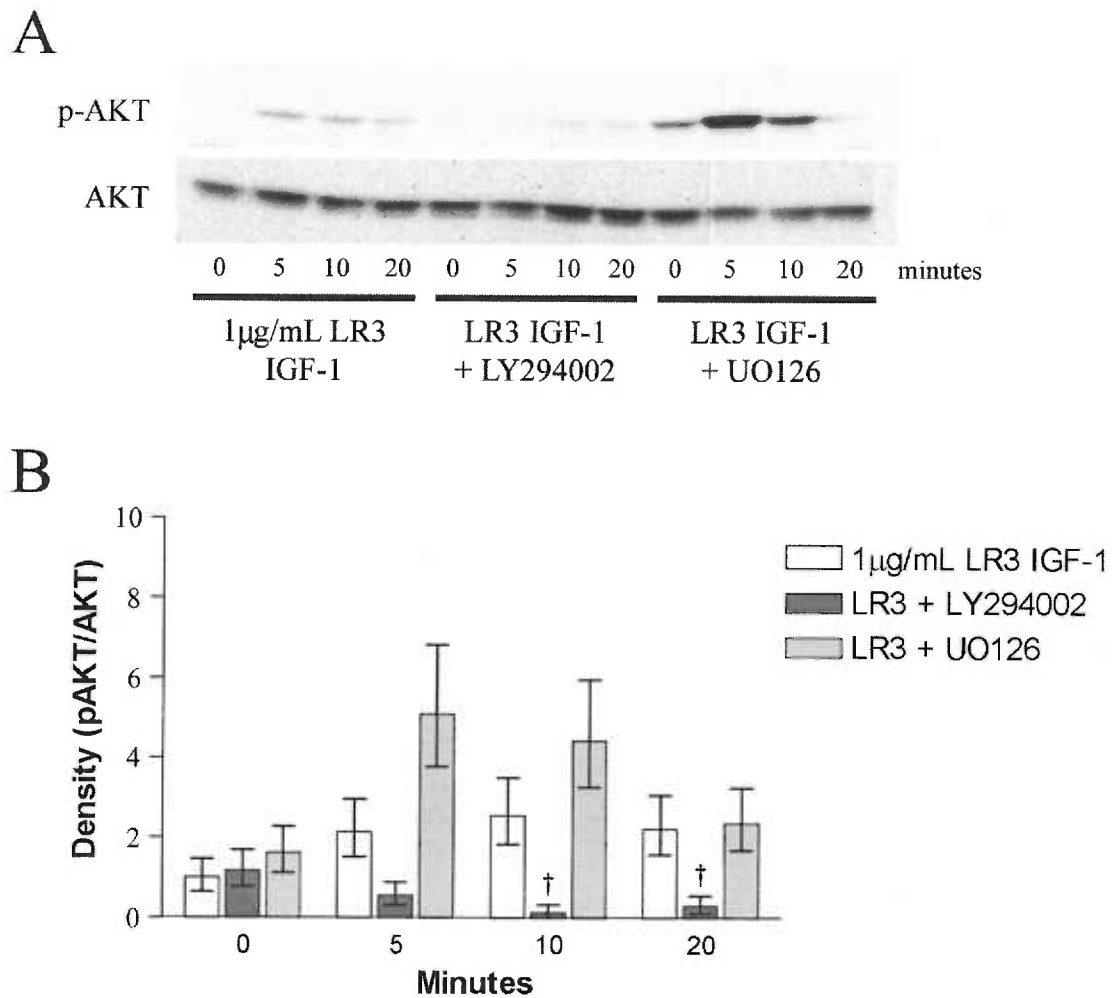 A
p-AKT
AKT
0 5 10 20 0 5 10 20 0 5 10 20 minutes
1µg/mL LR3 IGF-1
LR3 IGF-1 + LY294002
LR3 IGF-1 + UO126
B
10
8
6
4
2
0
Density (pAKT/AKT)
1µg/mL LR3 IGF-1
LR3 + LY294002
LR3 + UO126
† †
0 5 10 20
Minutes